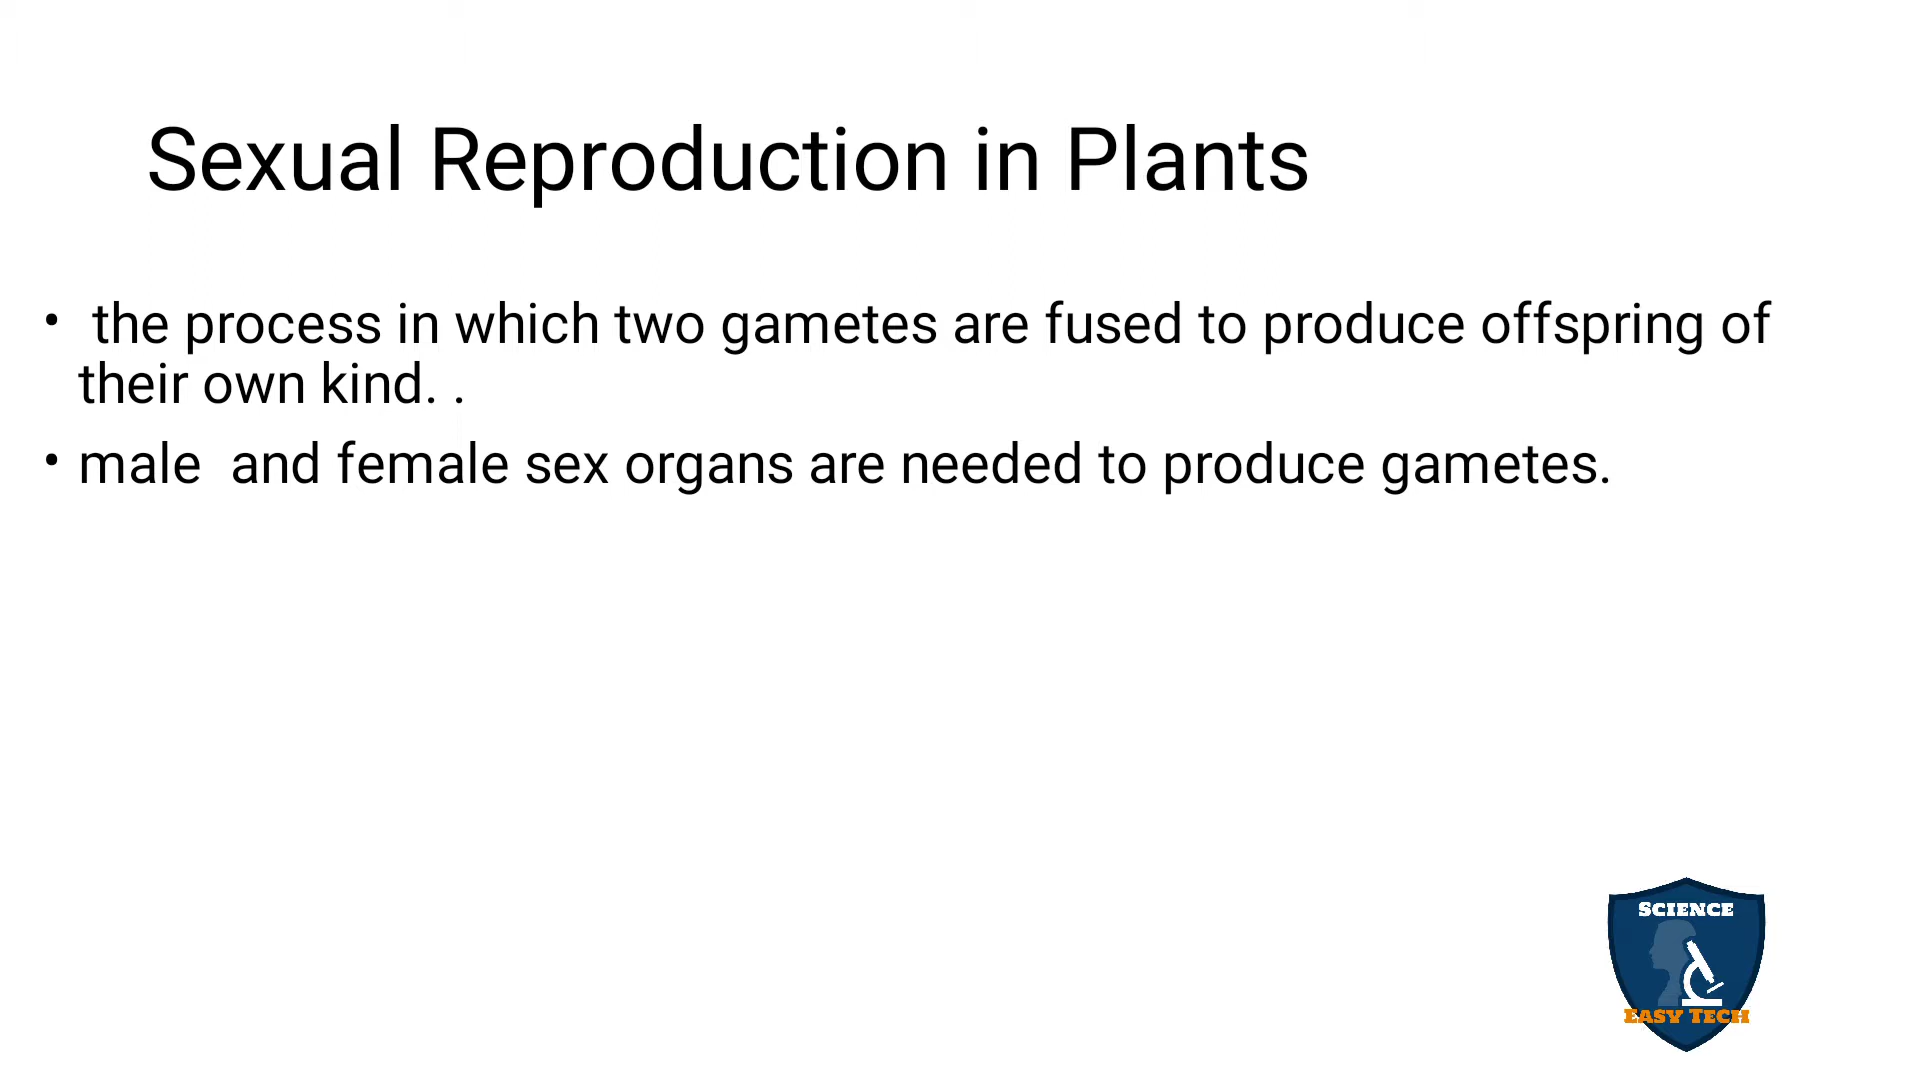 Sexual Reproduction in Plants
• the process in which two gametes are fused to produce offspring of
their own kind. .
• male  and female sex organs are needed to produce gametes.
SCIENCE
EASY TECH